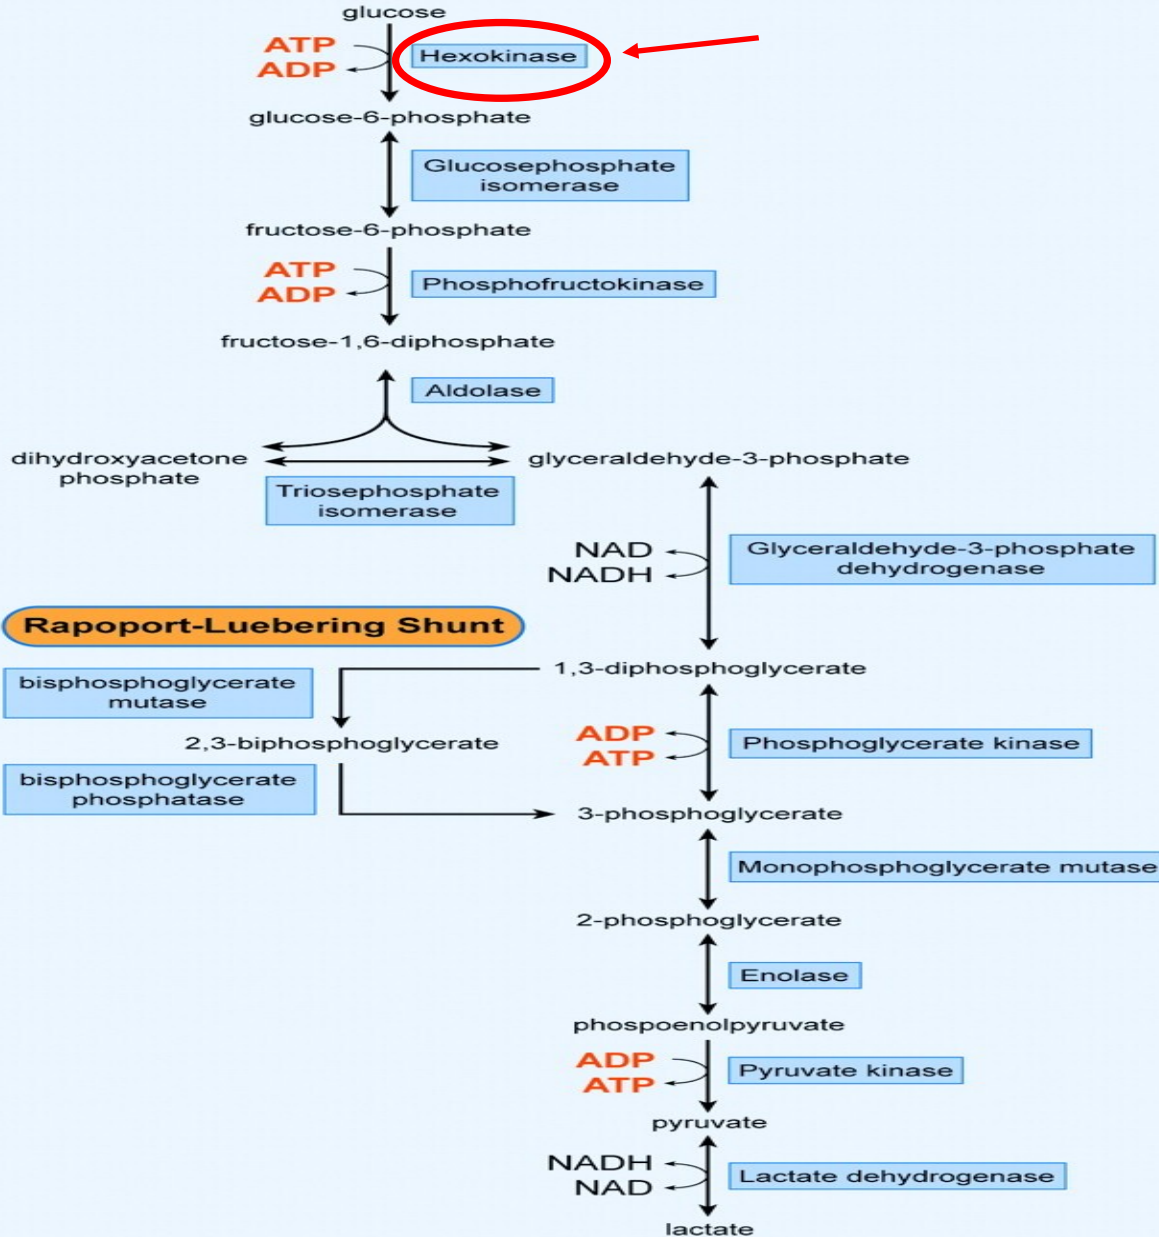 glucose
ATP
ADP
Hexokinase
glucose-6-phosphate
Glucosephosphate
isomerase
fructose-6-phosphate
ATP
ADP
Phosphofructokinase
fructose-1,6-diphosphate
Aldolase
dihydroxyacetone
phosphate
glyceraldehyde-3-phosphate
Triosephosphate
isomerase
NAD
NADH
Glyceraldehyde-3-phosphate
dehydrogenase
Rapoport-Luebering Shunt
1,3-diphosphoglycerate
bisphosphoglycerate
mutase
2,3-biphosphoglycerate
ADP
ATP
Phosphoglycerate kinase
bisphosphoglycerate
phosphatase
3-phosphoglycerate
Monophosphoglycerate mutase
2-phosphoglycerate
Enolase
phospoenolpyruvate
ADP
ATP
Pyruvate kinase
pyruvate
NADH
NAD
Lactate dehydrogenase
lactate